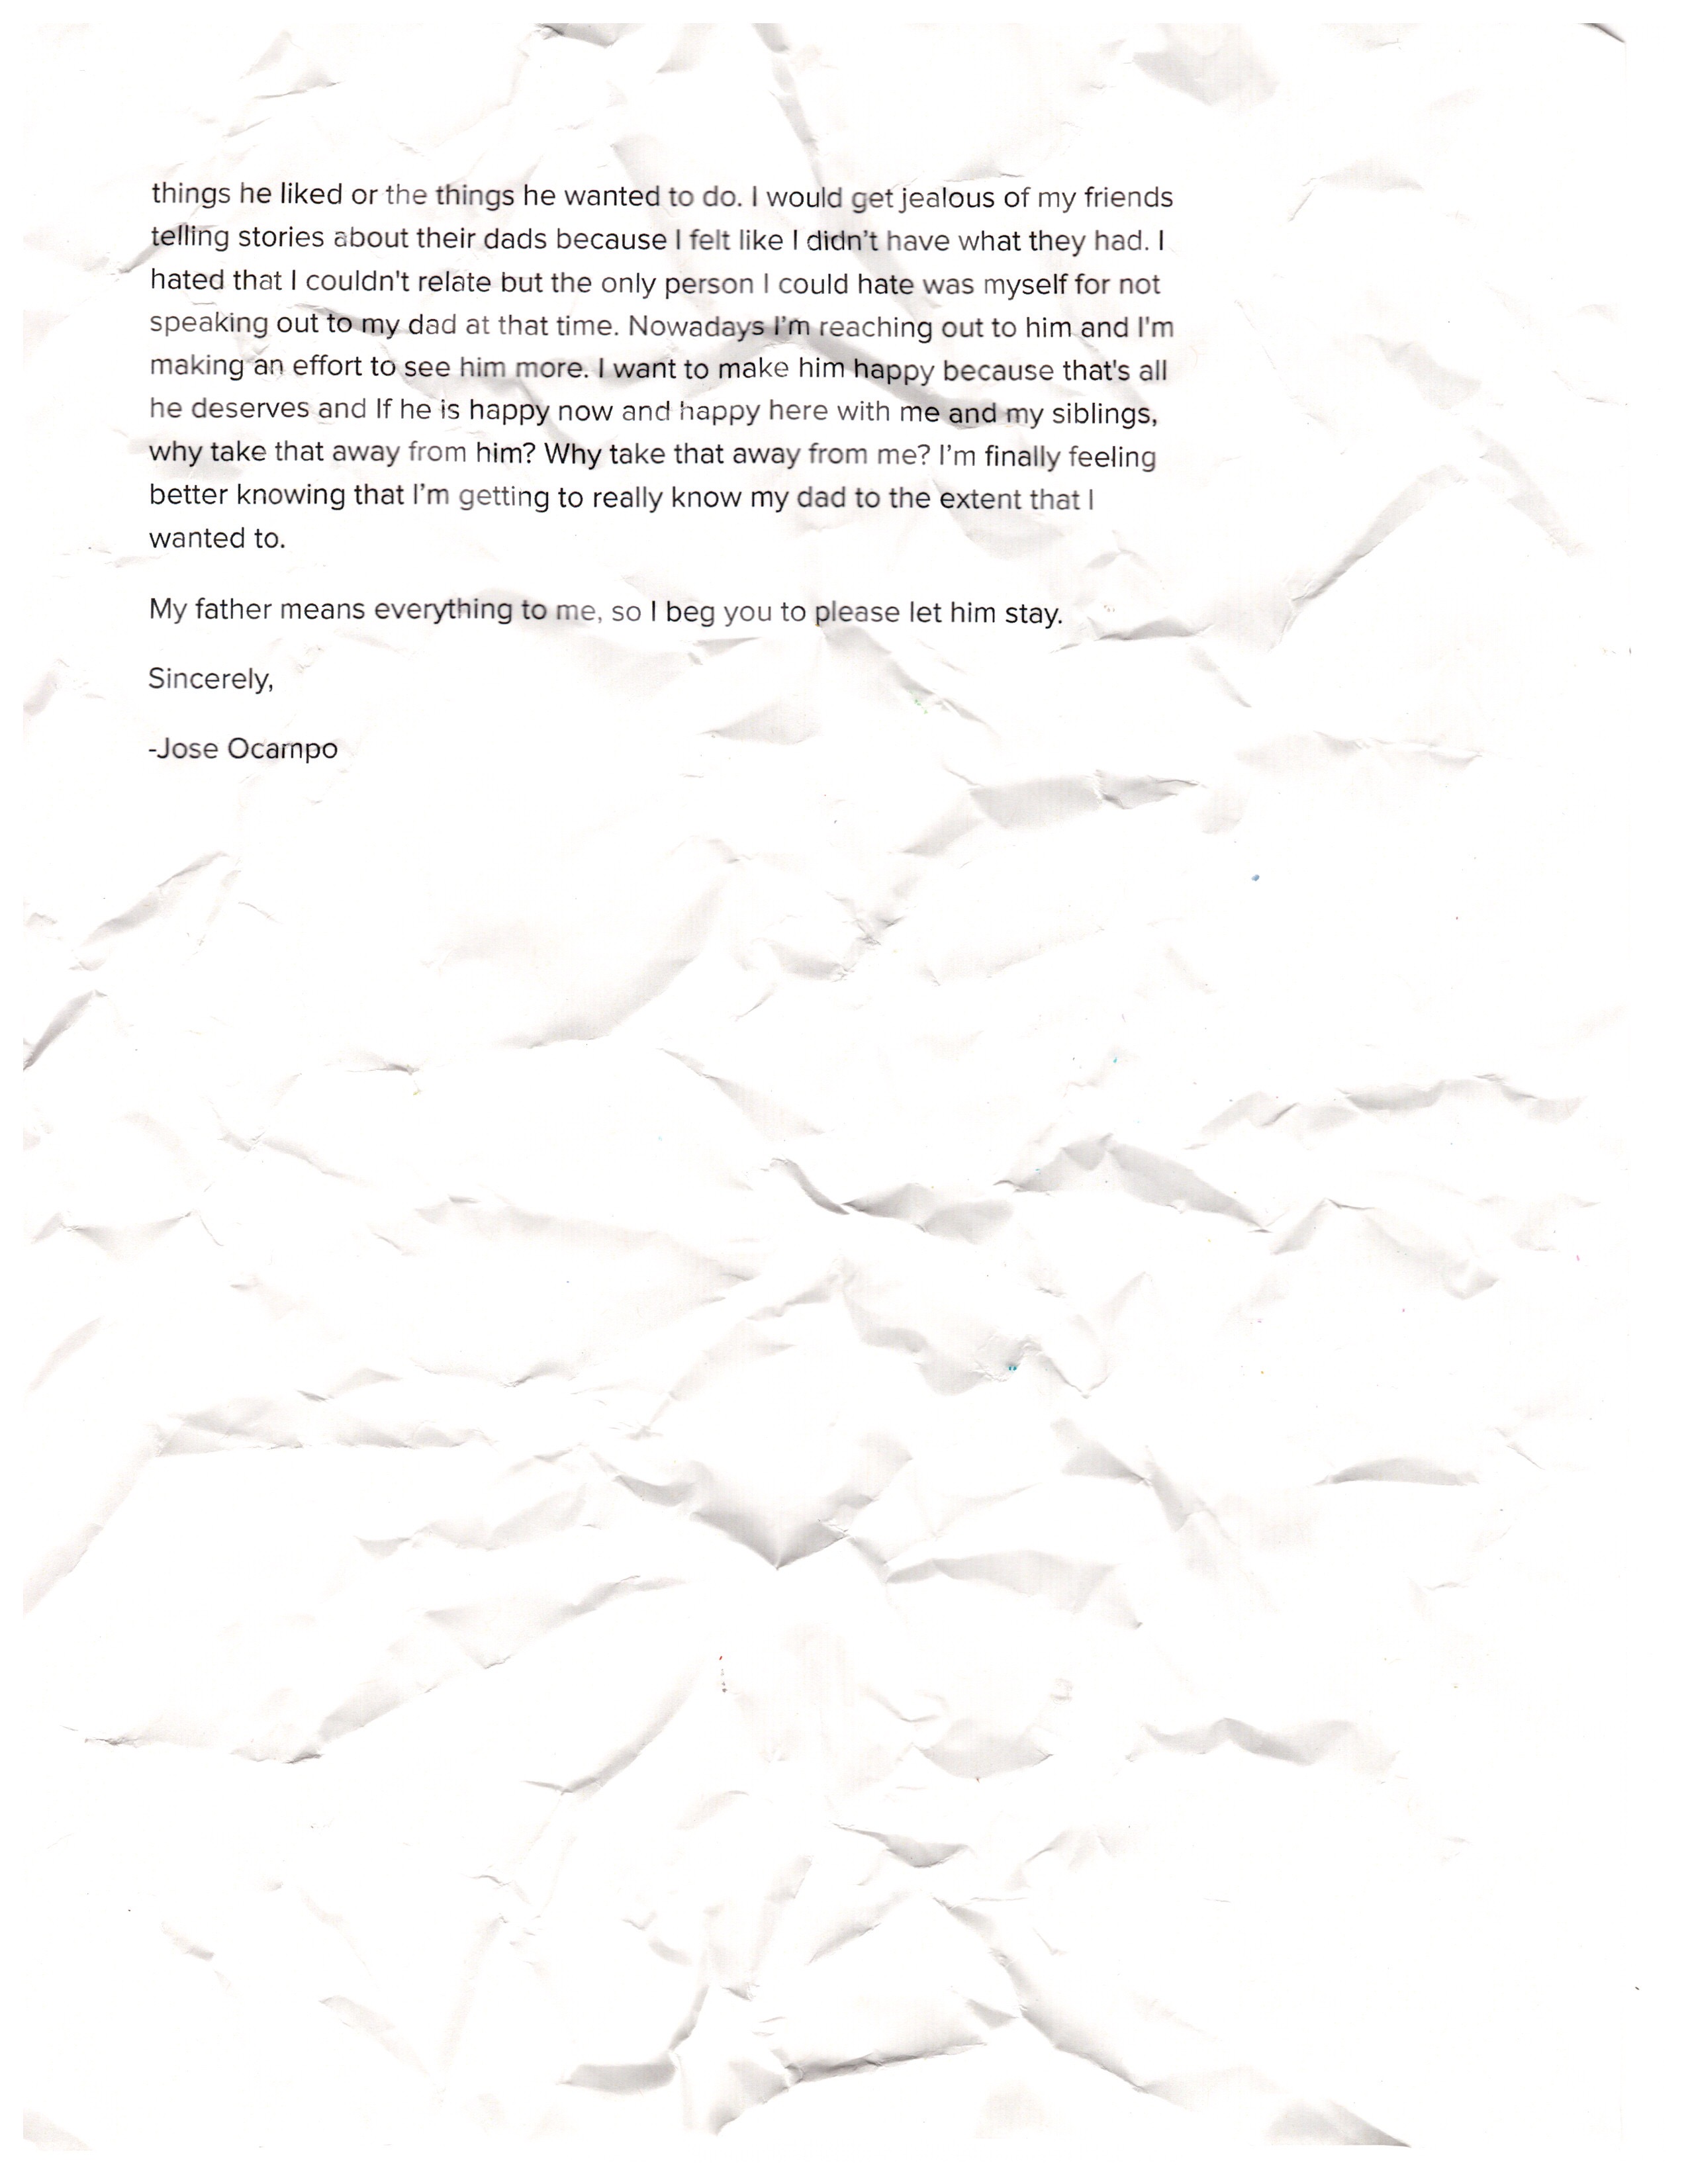 things he liked or the things he wanted to do. I would get jealous of my friends
telling stories about their dads because I felt like I didn’t have what they had. I
hated that I couldn't relate but the only person I could hate was myself for not
speaking out to my dad at that time. Nowadays I’m reaching out to him and I'm
making an effort to see him more. I want to make him happy because that's all
he deserves and If he is happy now and happy here with me and my siblings,
why take that away from him? Why take that away from me? I’m finally feeling
better knowing that I’m getting to really know my dad to the extent that I
wanted to.
My father means everything to me, so I beg you to please let him stay.
Sincerely,
-Jose Ocampo